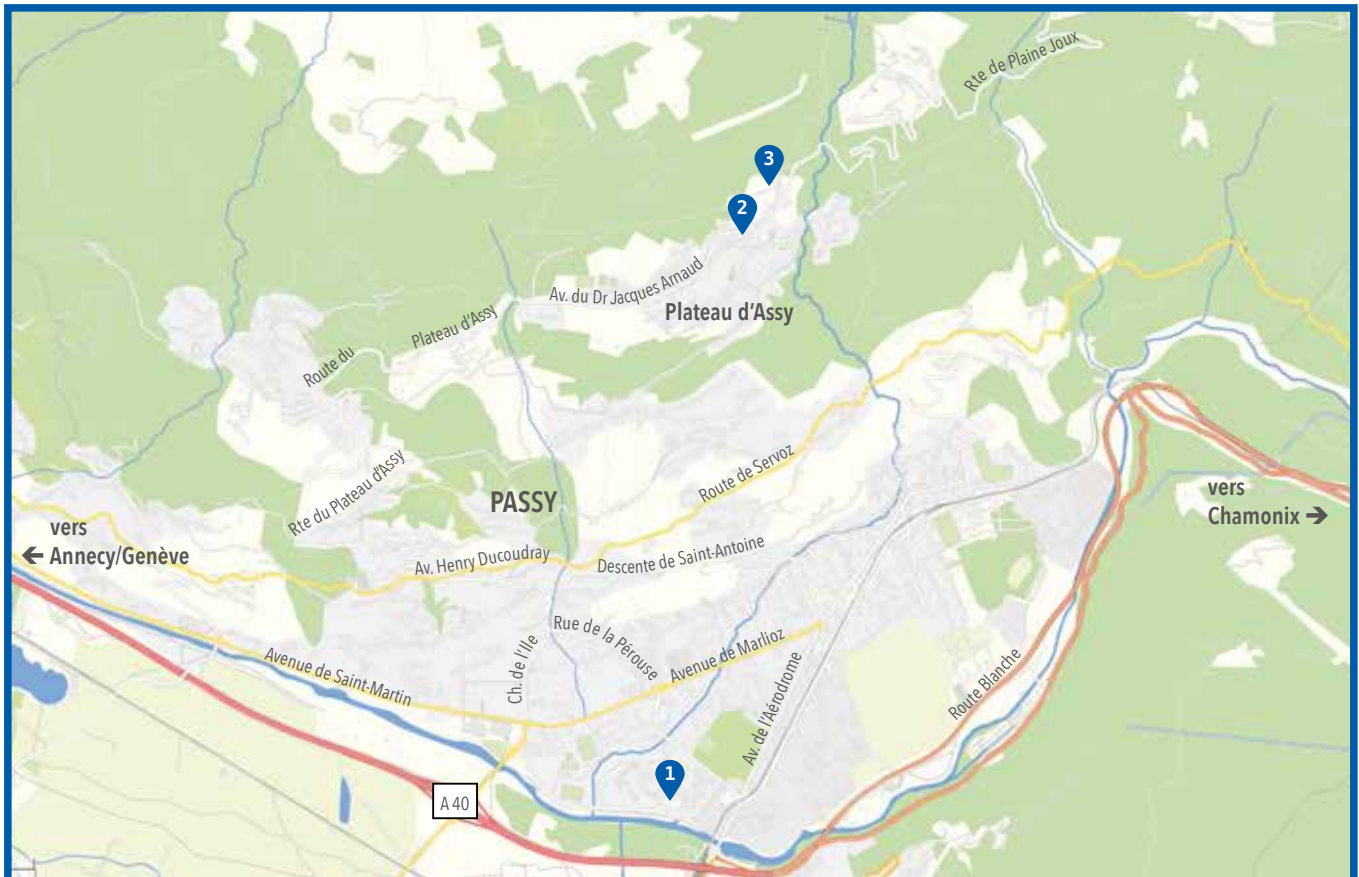 Rte de Plaine Joux
3
2
Av. du Dr Jacques Arnaud
Plateau d'Assy
Plateau d'Assy
Route du
Rte du Plateau d'Assy
PASSY
Route de Servoz
vers
← Annecy/Genève
vers
Chamonix →
Av. Henry Ducoudray
Descente de Saint-Antoine
Rue de la Pérouse
Ch. de l'Ile
Avenue de Marlioz
Avenue de Saint-Martin
Av. de l'Aérodrome
Route Blanche
1
A 40